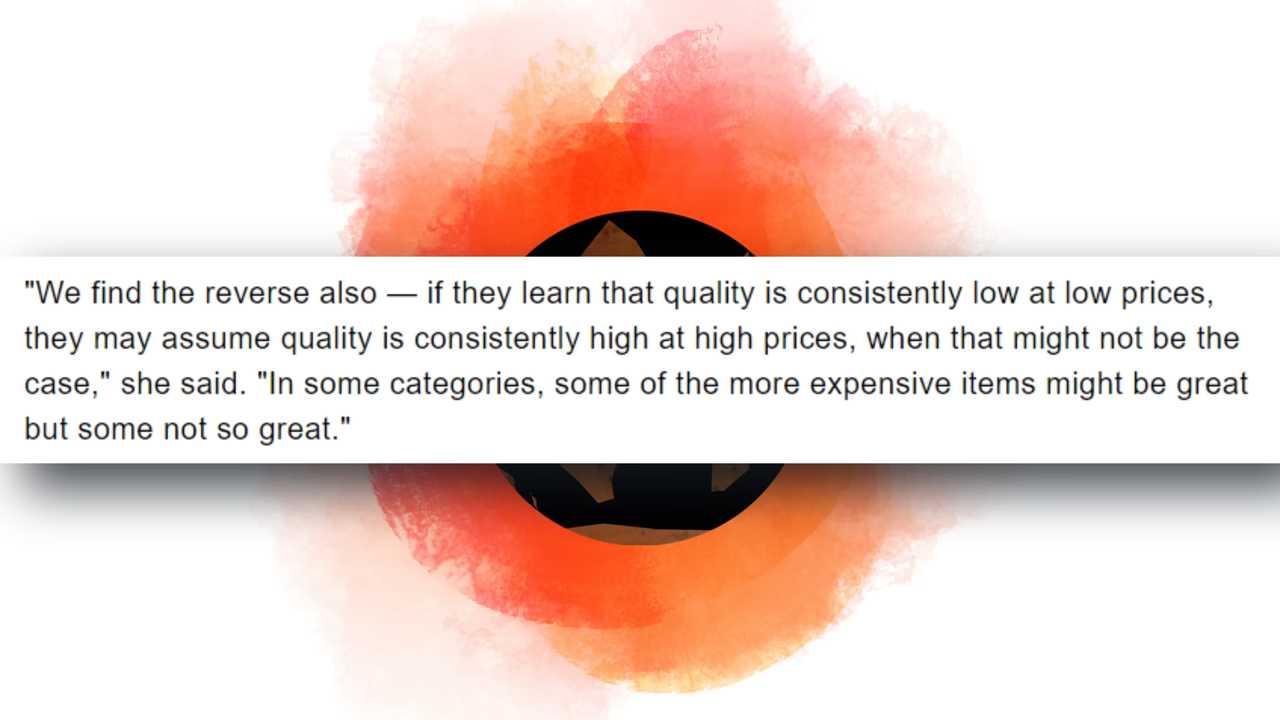 "We find the reverse also — if they learn that quality is consistently low at low prices,
they may assume quality is consistently high at high prices, when that might not be the
case," she said. "In some categories, some of the more expensive items might be great
but some not so great."